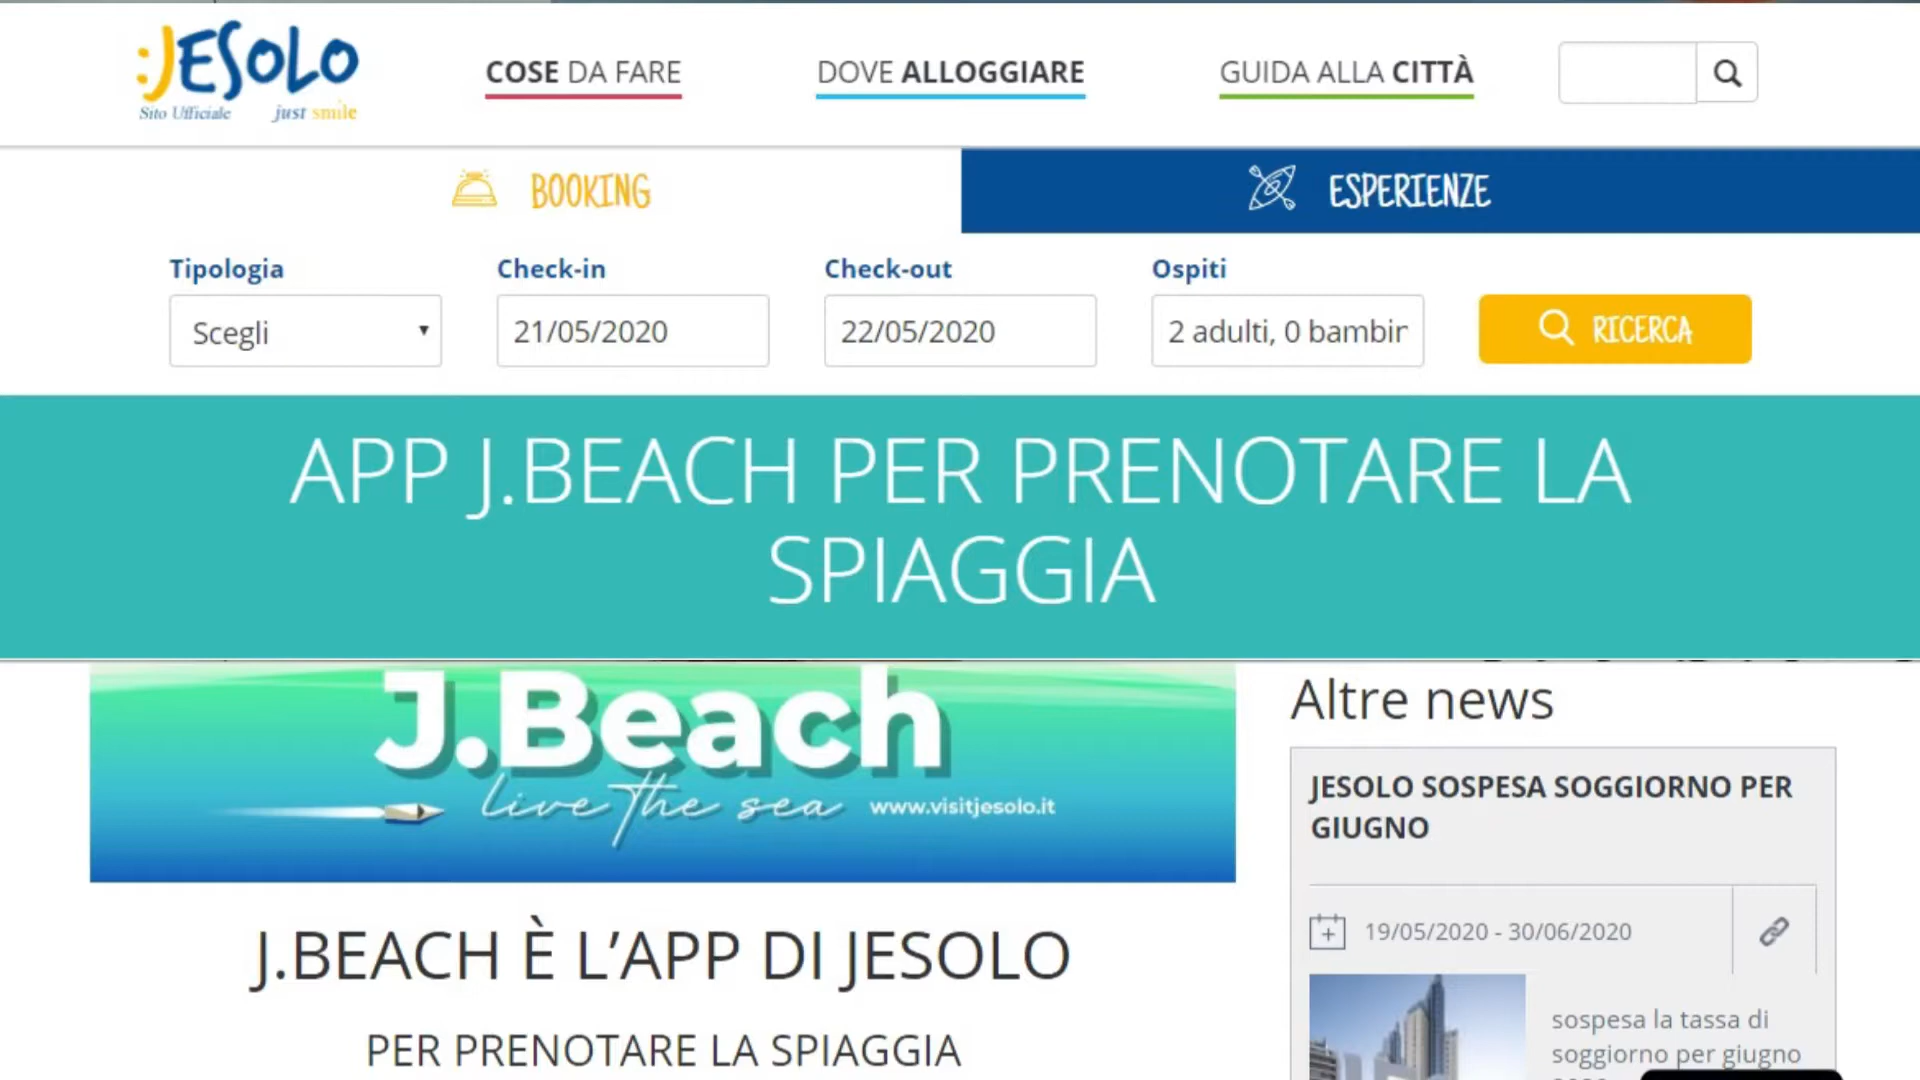 :JESOLO
Sito Ufficiale just smile
COSE DA FARE
DOVE ALLOGGIARE
GUIDA ALLA CITTÀ
BOOKING
ESPERIENZE
Tipologia
Check-in
Check-out
Ospiti
Scegli
21/05/2020
22/05/2020
2 adulti, 0 bambir
RICERCA
APP J.BEACH PER PRENOTARE LA
SPIAGGIA
J.Beach
live the sea www.visitjesolo.it
J.BEACH È L’APP DI JESOLO
PER PRENOTARE LA SPIAGGIA
Altre news
JESOLO SOSPESA SOGGIORNO PER
GIUGNO
19/05/2020 - 30/06/2020
sospesa la tassa di
soggiorno per giugno